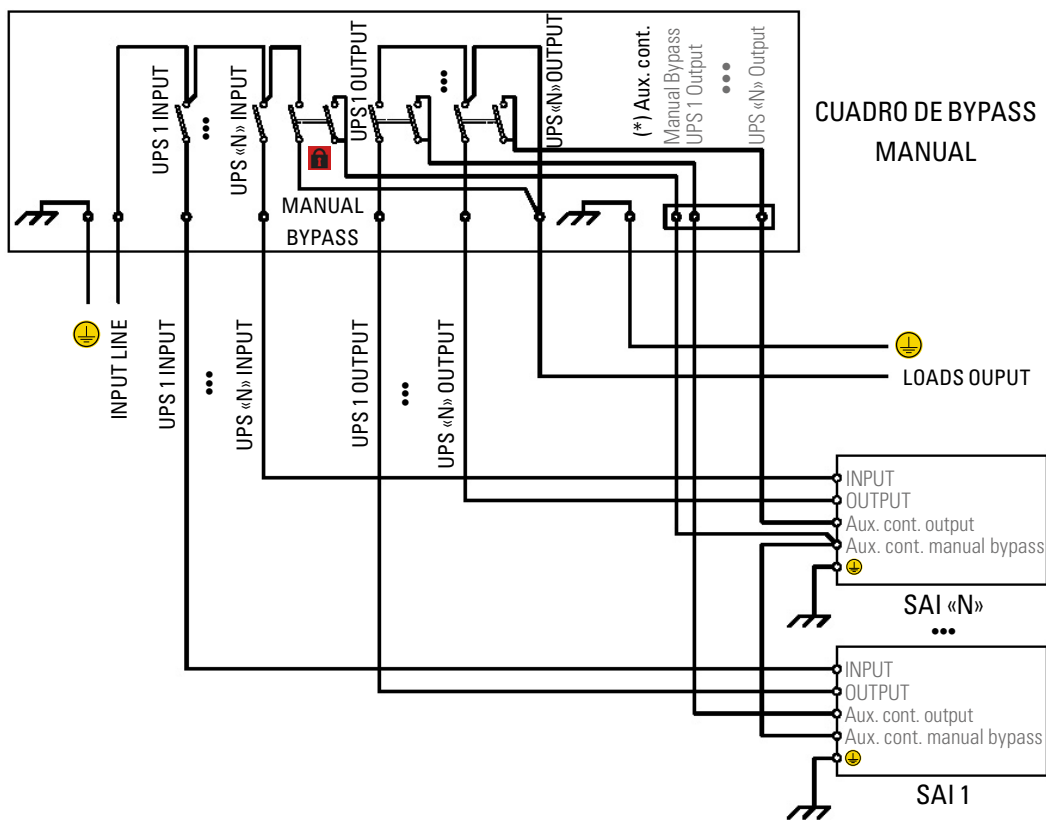 UPS 1 INPUT
•••
UPS «N» INPUT
UPS 1 OUTPUT
•••
UPS «N» OUTPUT
(*) Aux. cont.
Manual Bypass
UPS 1 Output
•••
UPS «N» Output
CUADRO DE BYPASS
MANUAL
MANUAL
BYPASS
INPUT LINE
UPS 1 INPUT
•••
UPS «N» INPUT
UPS 1 OUTPUT
•••
UPS «N» OUTPUT
LOADS OUPUT
INPUT
OUTPUT
Aux. cont. output
Aux. cont. manual bypass
SAI «N»
•••
INPUT
OUTPUT
Aux. cont. output
Aux. cont. manual bypass
SAI 1